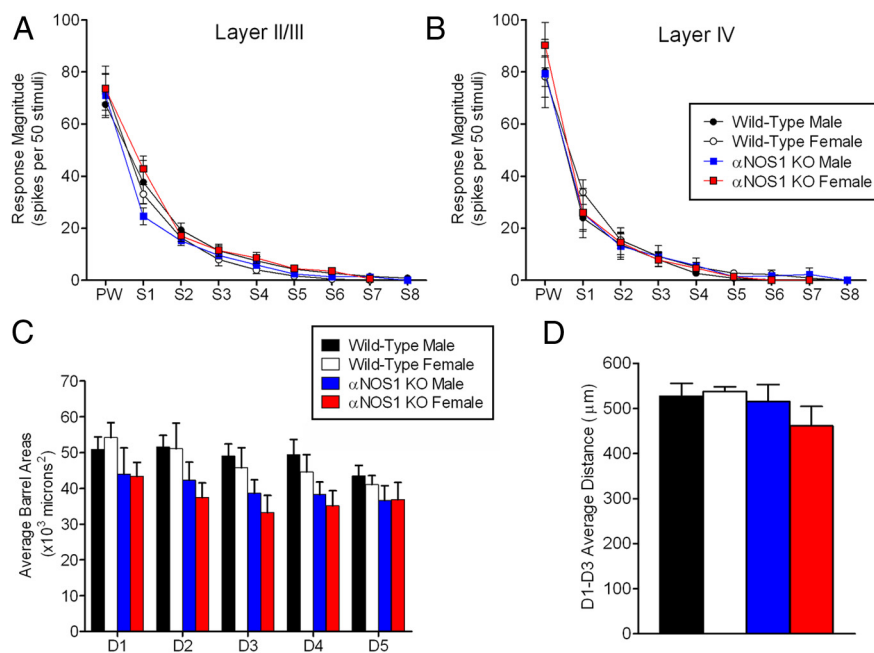 A
Layer II/III
Response Magnitude
(spikes per 50 stimuli)
100
80
60
40
20
0
PW S1 S2 S3 S4 S5 S6 S7 S8
B
Layer IV
Response Magnitude
(spikes per 50 stimuli)
100
80
60
40
20
0
PW S1 S2 S3 S4 S5 S6 S7 S8
Wild-Type Male
Wild-Type Female
αNOS1 KO Male
αNOS1 KO Female
C
Wild-Type Male
Wild-Type Female
αNOS1 KO Male
αNOS1 KO Female
Average Barrel Areas
(x10³ microns²)
70
60
50
40
30
20
10
0
D1 D2 D3 D4 D5
D
D1-D3 Average Distance (μm)
600
500
500
500
500
500
0